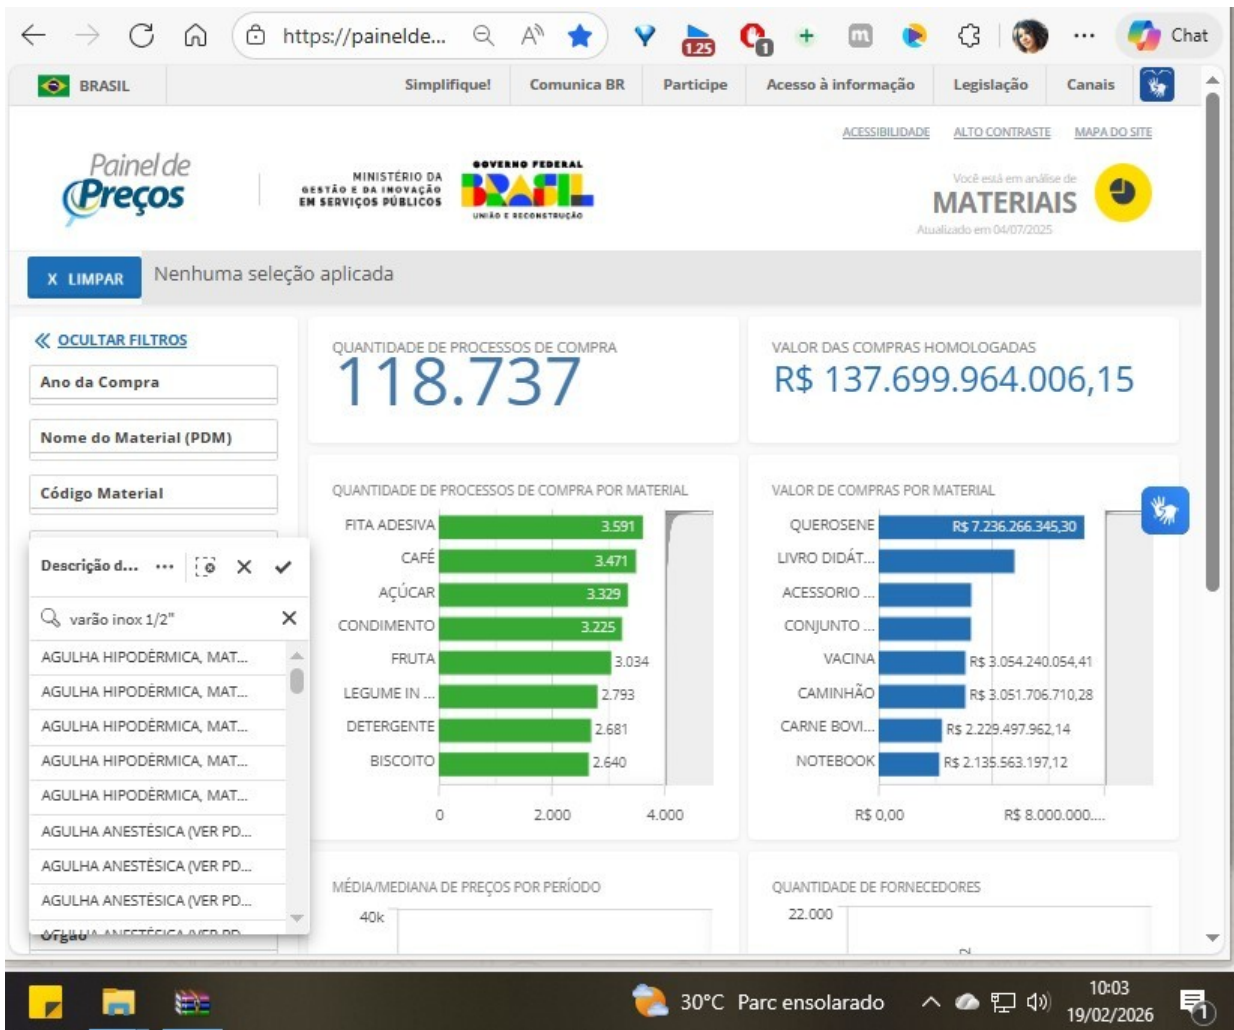 https://painelde...
A))
1.25
1
m
Chat
BRASIL
Simplifique!
Comunica BR
Participe
Acesso à informação
Legislação
Canais
ACESSIBILIDADE
ALTO CONTRASTE
MAPA DO SITE
Painel de
Preços
MINISTÉRIO DA
GESTÃO E DA INOVAÇÃO
EM SERVIÇOS PÚBLICOS
GOVERNO FEDERAL
BRASIL
UNIÃO E RECONSTRUÇÃO
Você está em análise de
MATERIAIS
Atualizado em 04/07/2025
X LIMPAR
Nenhuma seleção aplicada
OCULTAR FILTROS
Ano da Compra
Nome do Material (PDM)
Código Material
Descrição d...
varão inox 1/2"
AGULHA HIPODÉRMICA, MAT...
AGULHA HIPODÉRMICA, MAT...
AGULHA HIPODÉRMICA, MAT...
AGULHA HIPODÉRMICA, MAT...
AGULHA HIPODÉRMICA, MAT...
AGULHA ANESTÉSICA (VER PD...
AGULHA ANESTÉSICA (VER PD...
AGULHA ANESTÉSICA (VER PD...
AGULHA ANESTÉSICA (VER PD...
Órgão
QUANTIDADE DE PROCESSOS DE COMPRA
118.737
VALOR DAS COMPRAS HOMOLOGADAS
R$ 137.699.964.006,15
QUANTIDADE DE PROCESSOS DE COMPRA POR MATERIAL
FITA ADESIVA 3.591
CAFÉ 3.471
AÇÚCAR 3.329
CONDIMENTO 3.225
FRUTA 3.034
LEGUME IN ... 2.793
DETERGENTE 2.681
BISCOITO 2.640
0 2.000 4.000
VALOR DE COMPRAS POR MATERIAL
QUEROSENE R$ 7.236.266.345,30
LIVRO DIDÁT...
ACESSORIO ...
CONJUNTO ...
VACINA R$ 3.054.240.054,41
CAMINHÃO R$ 3.051.706.710,28
CARNE BOVI... R$ 2.229.497.962,14
NOTEBOOK R$ 2.135.563.197,12
R$ 0,00 R$ 8.000.000....
MÉDIA/MEDIANA DE PREÇOS POR PERÍODO
40k
QUANTIDADE DE FORNECEDORES
22.000
30°C Parc ensolarado
10:03
19/02/2026
1